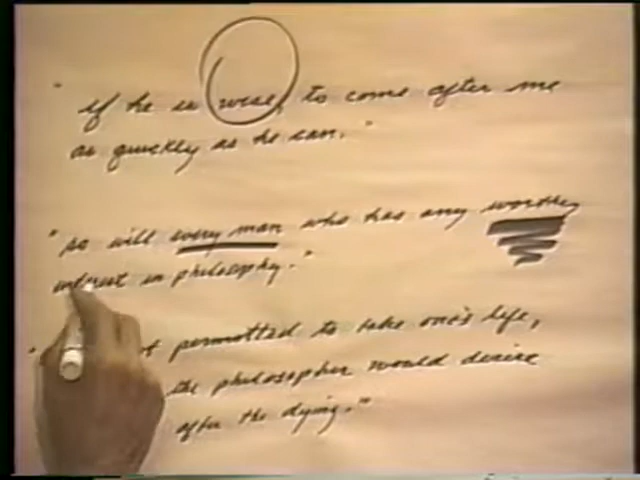 "if he is wise, to come after me
as quickly as he can."
"so will every man who has any worthy
interest in philosophy."
permitted to take one's life,
the philosopher would desire
after the dying."